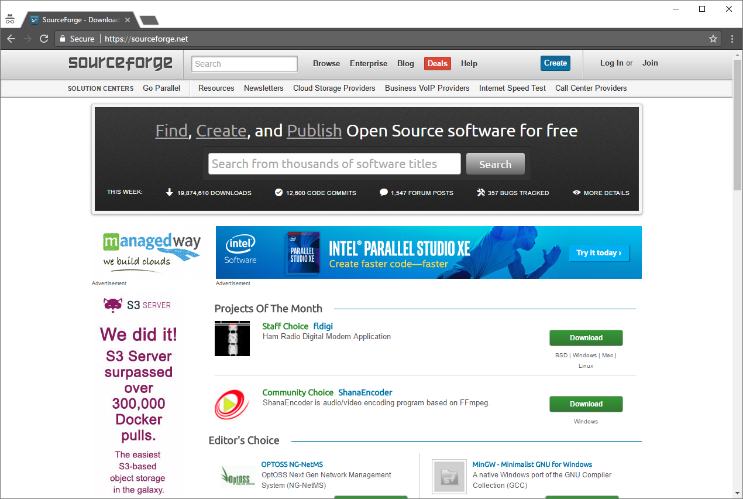 SourceForge - Download
Secure | https://sourceforge.net
sourceforge
Search
Browse Enterprise Blog Deals Help
Create
Log In or Join
SOLUTION CENTERS Go Parallel Resources Newsletters Cloud Storage Providers Business VoIP Providers Internet Speed Test Call Center Providers
Find, Create, and Publish Open Source software for free
Search from thousands of software titles
Search
THIS WEEK: 19,874,610 DOWNLOADS 12,600 CODE COMMITS 1,547 FORUM POSTS 357 BUGS TRACKED MORE DETAILS
managedway
we build clouds
Advertisement
intel
Software
PARALLEL
STUDIO XE
INTEL® PARALLEL STUDIO XE
Create faster code—faster
Try it today ›
Advertisement
S3 SERVER
We did it!
S3 Server
surpassed
over
300,000
Docker
pulls.
The easiest
S3-based
object storage
in the galaxy.
Projects Of The Month
Staff Choice fldigi
Ham Radio Digital Modem Application
Download
BSD | Windows | Mac |
Linux
Community Choice ShanaEncoder
ShanaEncoder is audio/video encoding program based on FFmpeg.
Download
Windows
Editor's Choice
OPTOSS
OPTOSS NG-NetMS
OptOSS Next Gen Network Management
System (NG-NetMS)
MinGW - Minimalist GNU for Windows
A native Windows port of the GNU Compiler
Collection (GCC)